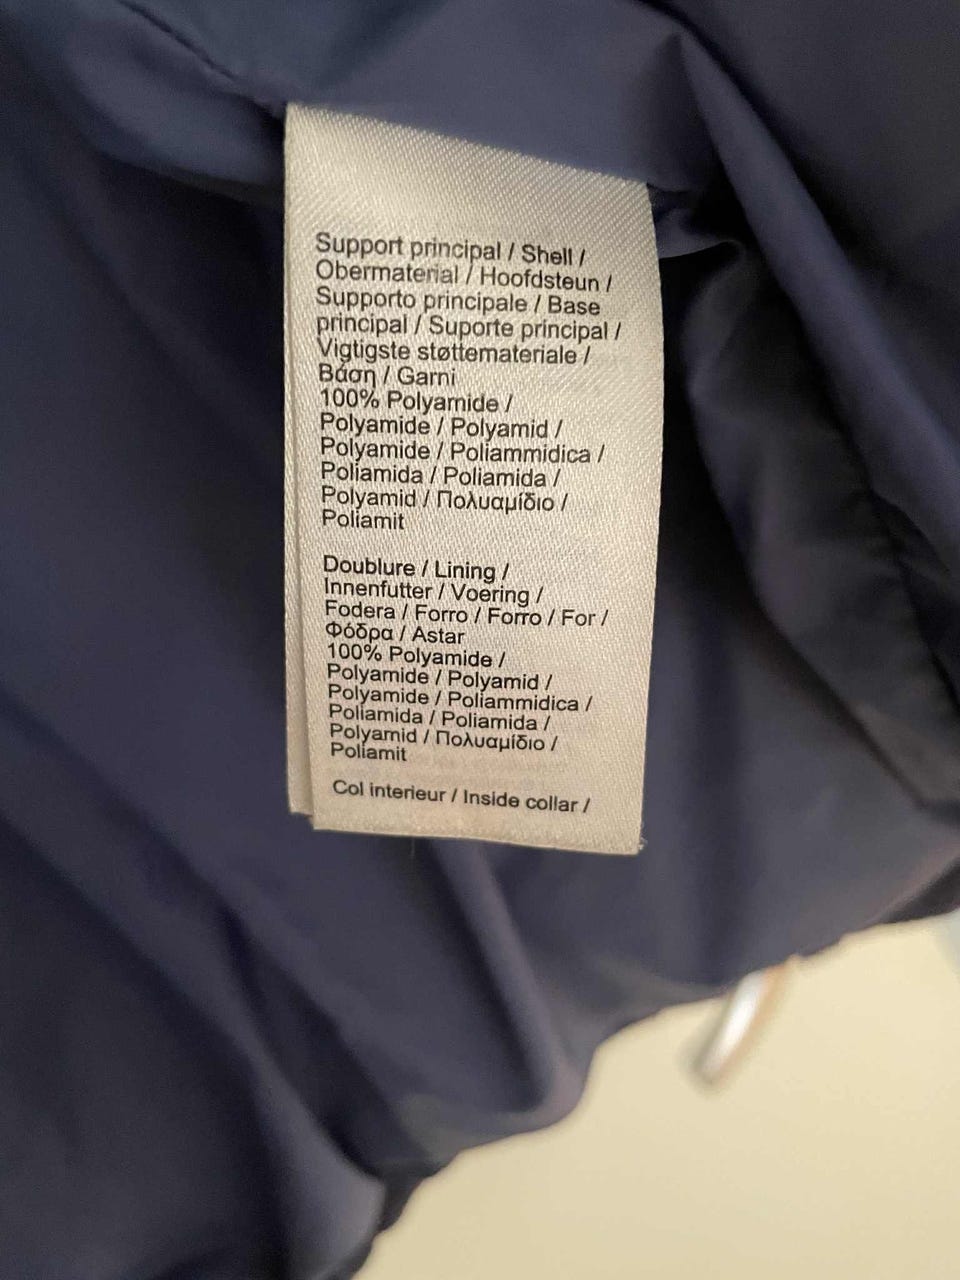 Support principal / Shell /
Obermaterial / Hoofdsteun /
Supporto principale / Base
principal / Suporte principal /
Vigtigste støttemateriale /
Βάση / Garni
100% Polyamide /
Polyamide / Polyamid /
Polyamide / Poliammidica /
Poliamida / Poliamida /
Polyamid / Πολυαμίδιο /
Poliamit
Doublure / Lining /
Innenfutter / Voering /
Fodera / Forro / Forro / For /
Φόδρα / Astar
100% Polyamide /
Polyamide / Polyamid /
Polyamide / Poliammidica /
Poliamida / Poliamida /
Polyamid / Πολυαμίδιο /
Poliamit
Col interieur / Inside collar /